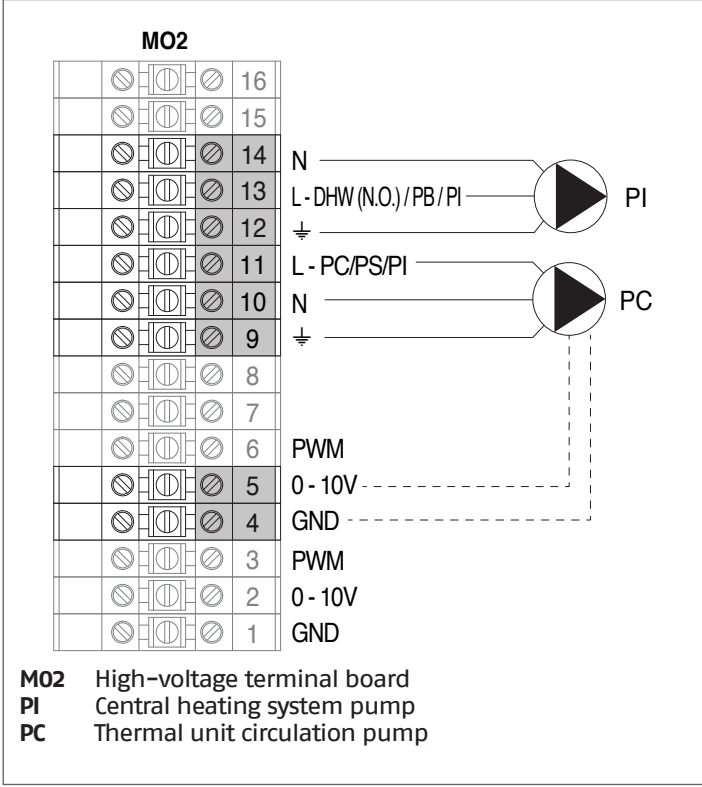 MO2
16
15
14 N
13 L - DHW (N.O.) / PB / PI PI
12
11 L - PC/PS/PI
10 N PC
9
8
7
6 PWM
5 0 - 10V
4 GND
3 PWM
2 0 - 10V
1 GND
M02 High-voltage terminal board
PI Central heating system pump
PC Thermal unit circulation pump